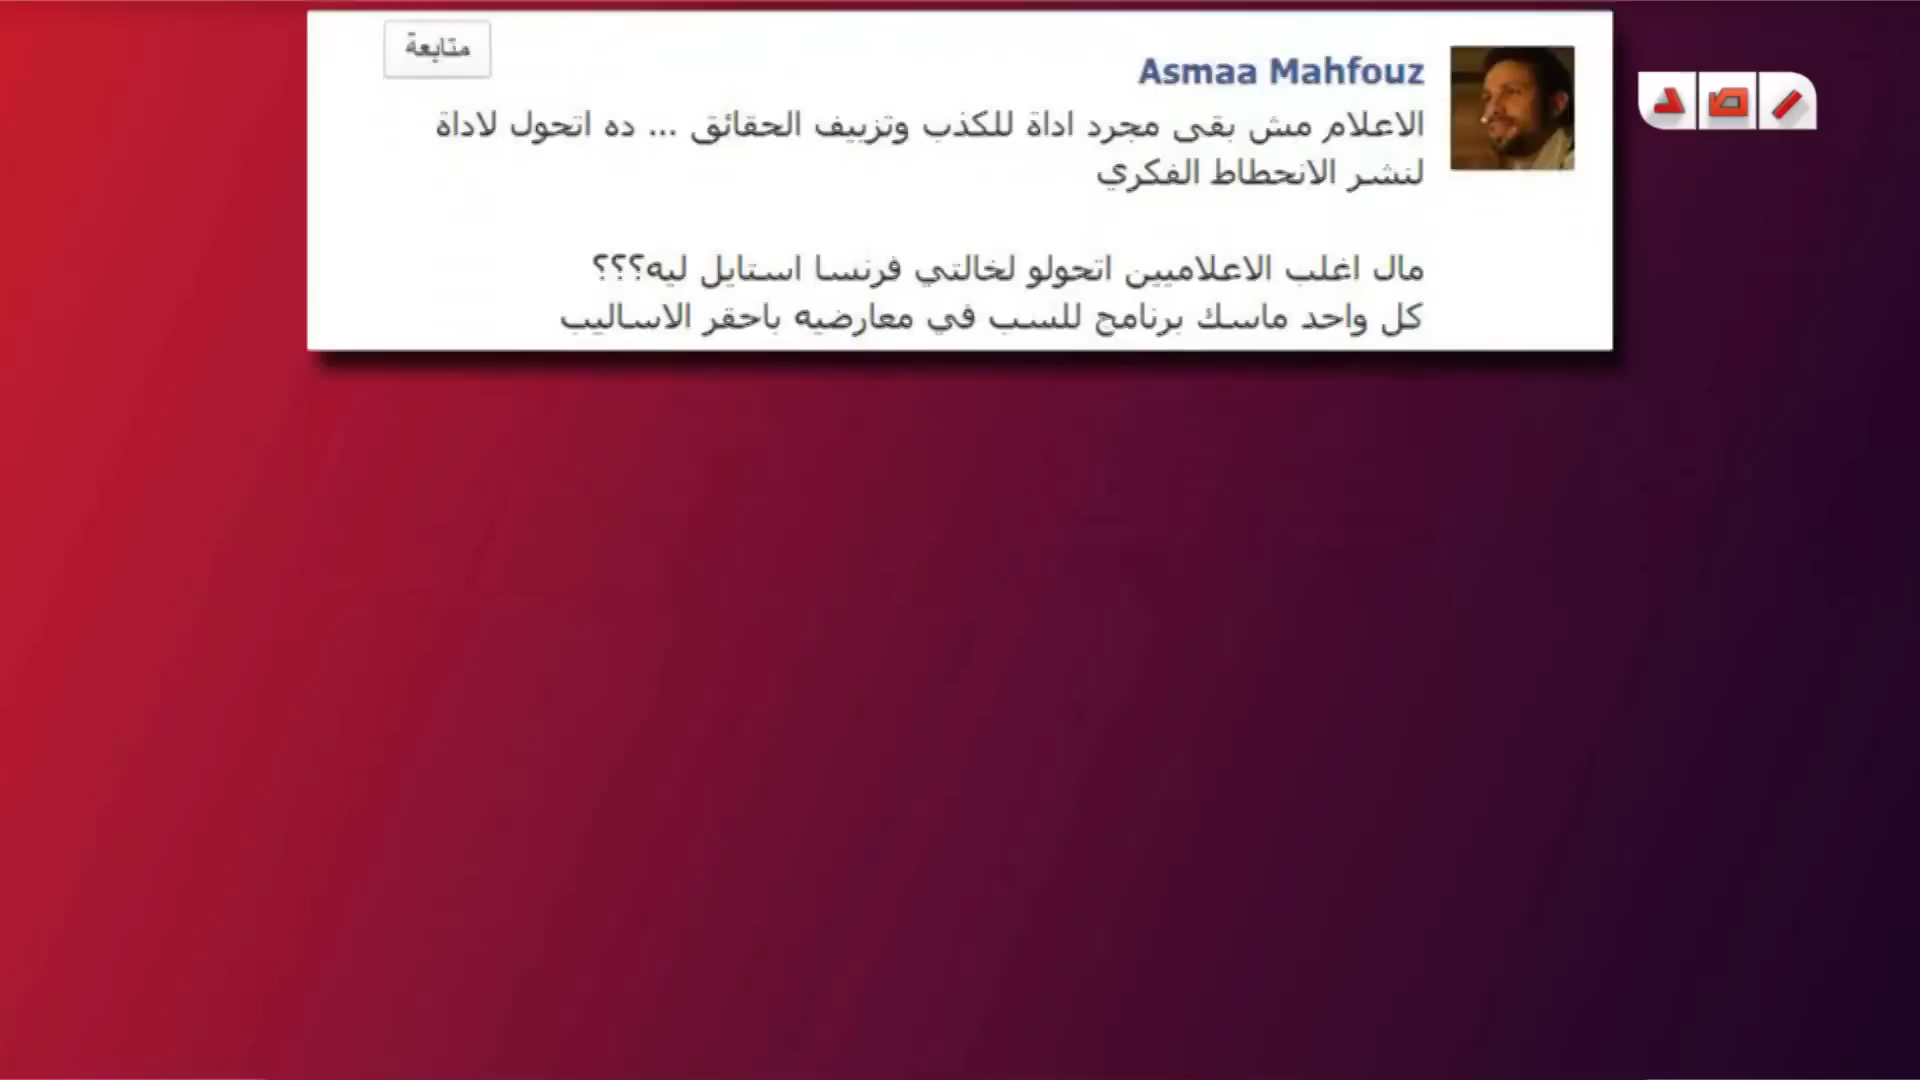 متابعة
Asmaa Mahfouz
الاعلام مش بقى مجرد اداة للكذب وتزييف الحقائق ... ده اتحول لاداة
لنشر الانحطاط الفكري
مال اغلب الاعلاميين اتحولو لخالتي فرنسا استايل ليه؟؟؟
كل واحد ماسك برنامج للسب في معارضيه باحقر الاساليب